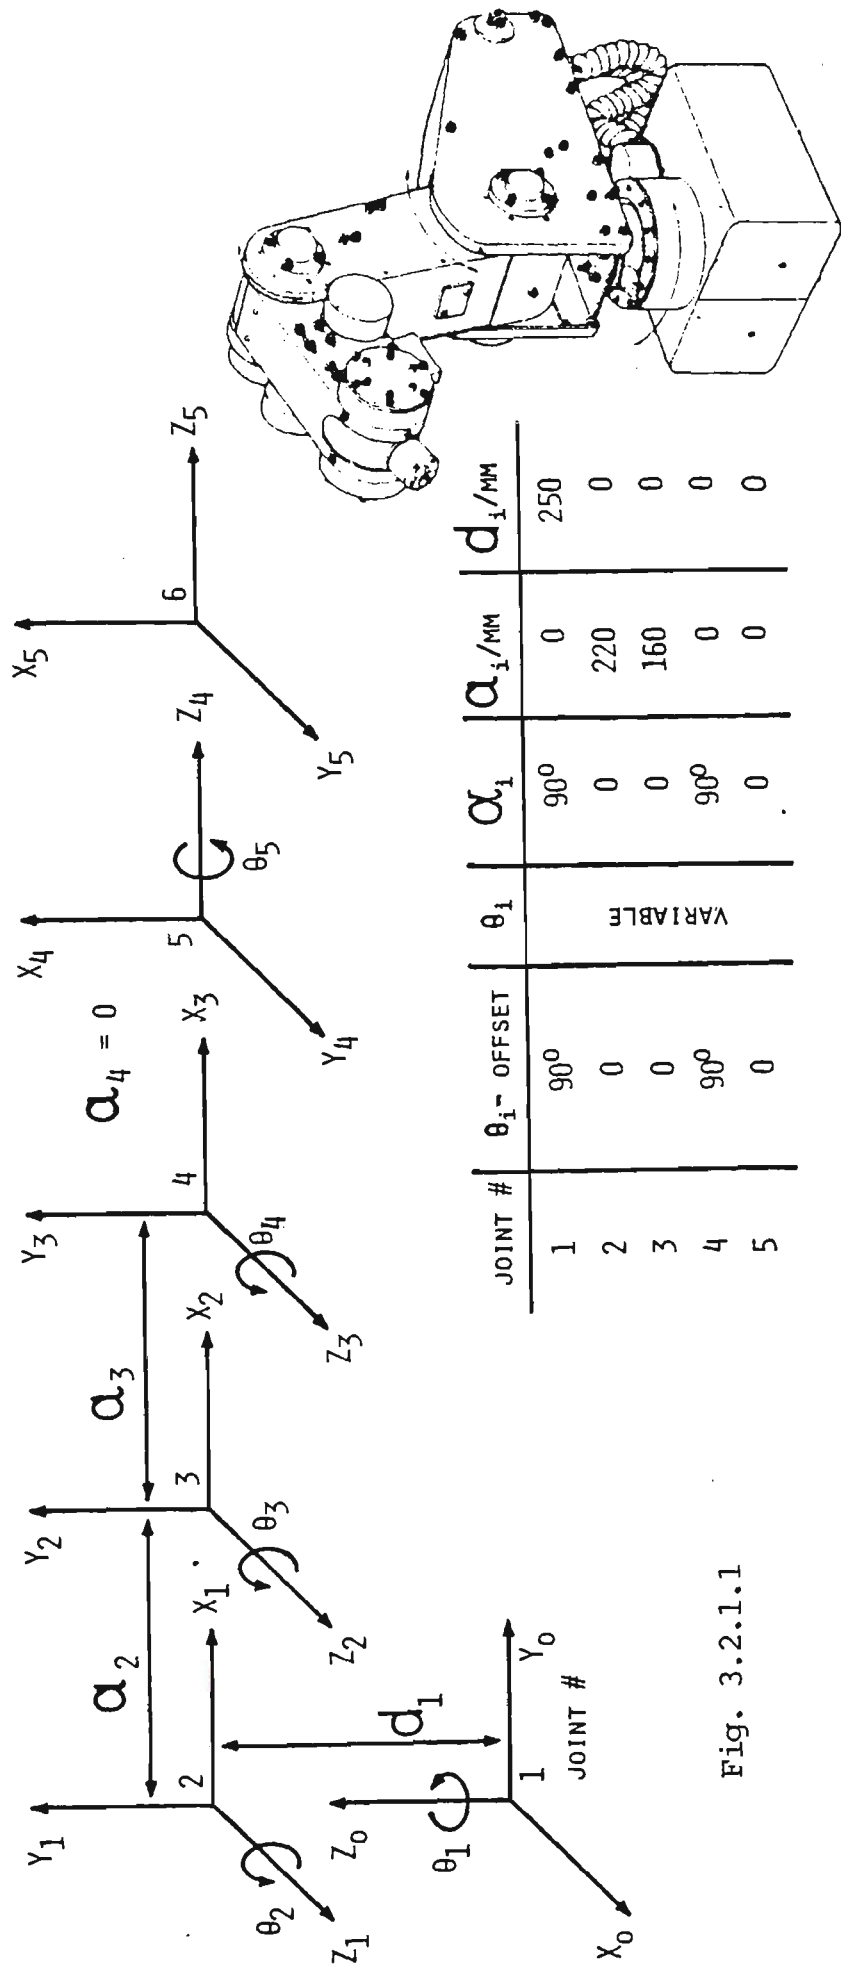 X5
Z5
6
Y5
X4
Z4
5
θ5
Y4
a4 = 0
Y3
X3
4
θ4
Z3
a3
Y2
X2
3
θ3
Z2
a2
Y1
X1
2
θ2
Z1
d1
Z0
θ1
Y0
1
JOINT #
X0
JOINT # θi- OFFSET θi αi ai/MM di/MM
1 90° 90° 0 250
2 0 0 220 0
3 0 VARIABLE 0 160 0
4 90° 90° 0 0
5 0 0 0 0
Fig. 3.2.1.1